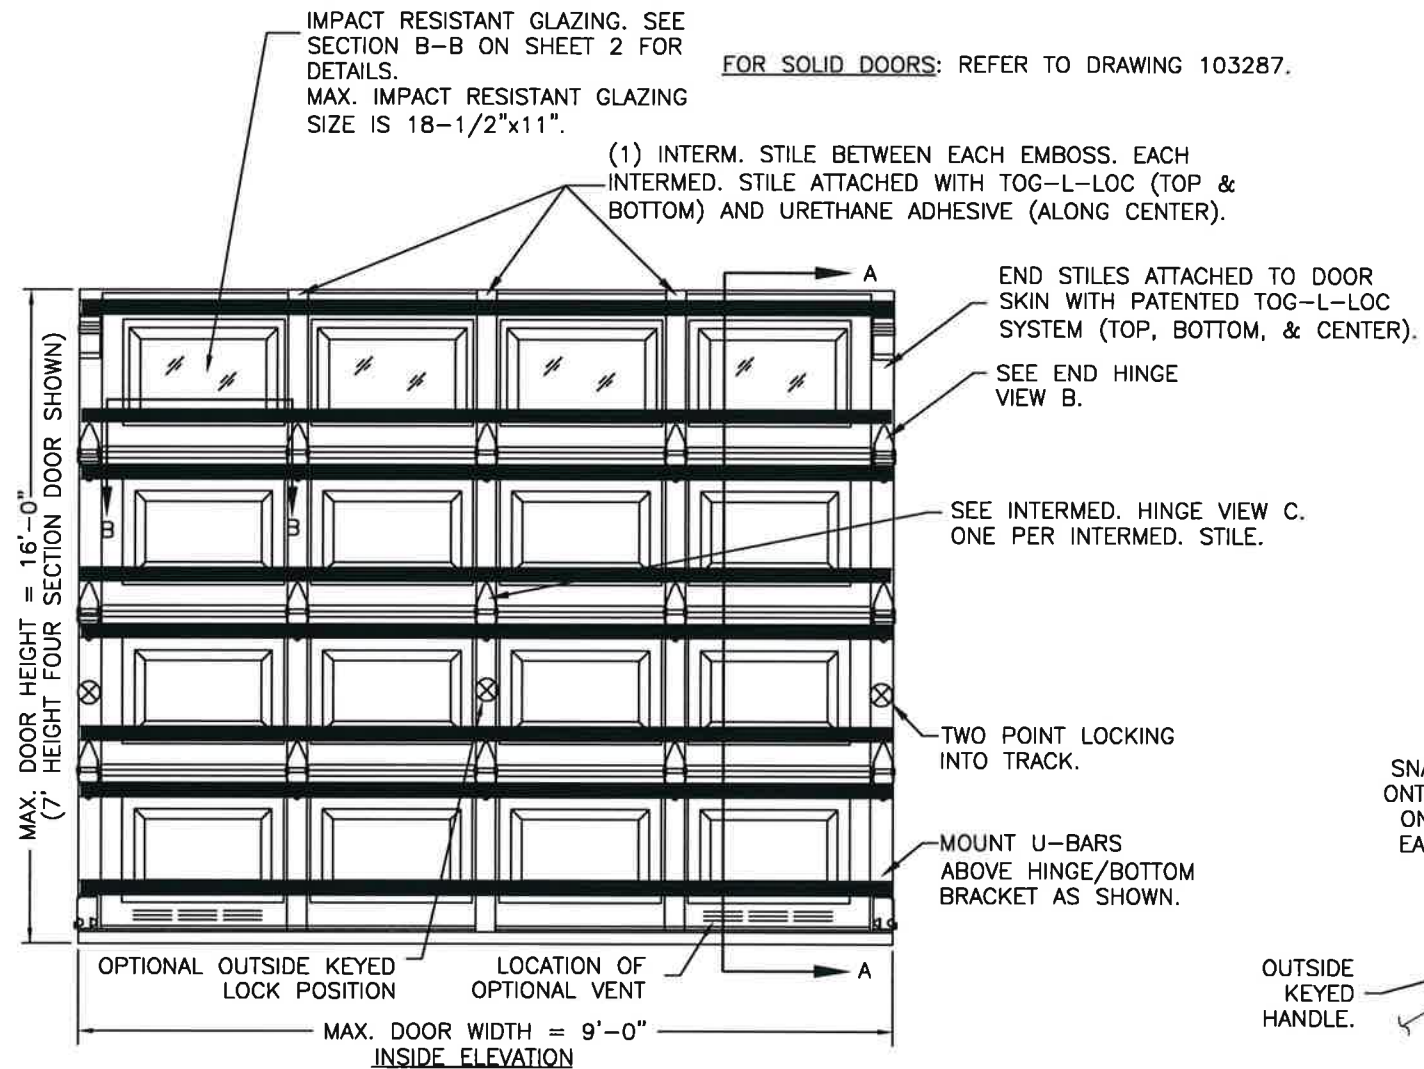 IMPACT RESISTANT GLAZING. SEE
SECTION B-B ON SHEET 2 FOR
DETAILS.
MAX. IMPACT RESISTANT GLAZING
SIZE IS 18-1/2"x11".
FOR SOLID DOORS: REFER TO DRAWING 103287.
(1) INTERM. STILE BETWEEN EACH EMBOSS. EACH
INTERMED. STILE ATTACHED WITH TOG-L-LOC (TOP &
BOTTOM) AND URETHANE ADHESIVE (ALONG CENTER).
A
END STILES ATTACHED TO DOOR
SKIN WITH PATENTED TOG-L-LOC
SYSTEM (TOP, BOTTOM, & CENTER).
SEE END HINGE
VIEW B.
MAX. DOOR HEIGHT = 16'-0"
(7' HEIGHT FOUR SECTION DOOR SHOWN)
B
B
SEE INTERMED. HINGE VIEW C.
ONE PER INTERMED. STILE.
TWO POINT LOCKING
INTO TRACK.
SNA
ONT
ON
EA
MOUNT U-BARS
ABOVE HINGE/BOTTOM
BRACKET AS SHOWN.
OPTIONAL OUTSIDE KEYED
LOCK POSITION
LOCATION OF
OPTIONAL VENT
A
OUTSIDE
KEYED
HANDLE.
MAX. DOOR WIDTH = 9'-0"
INSIDE ELEVATION